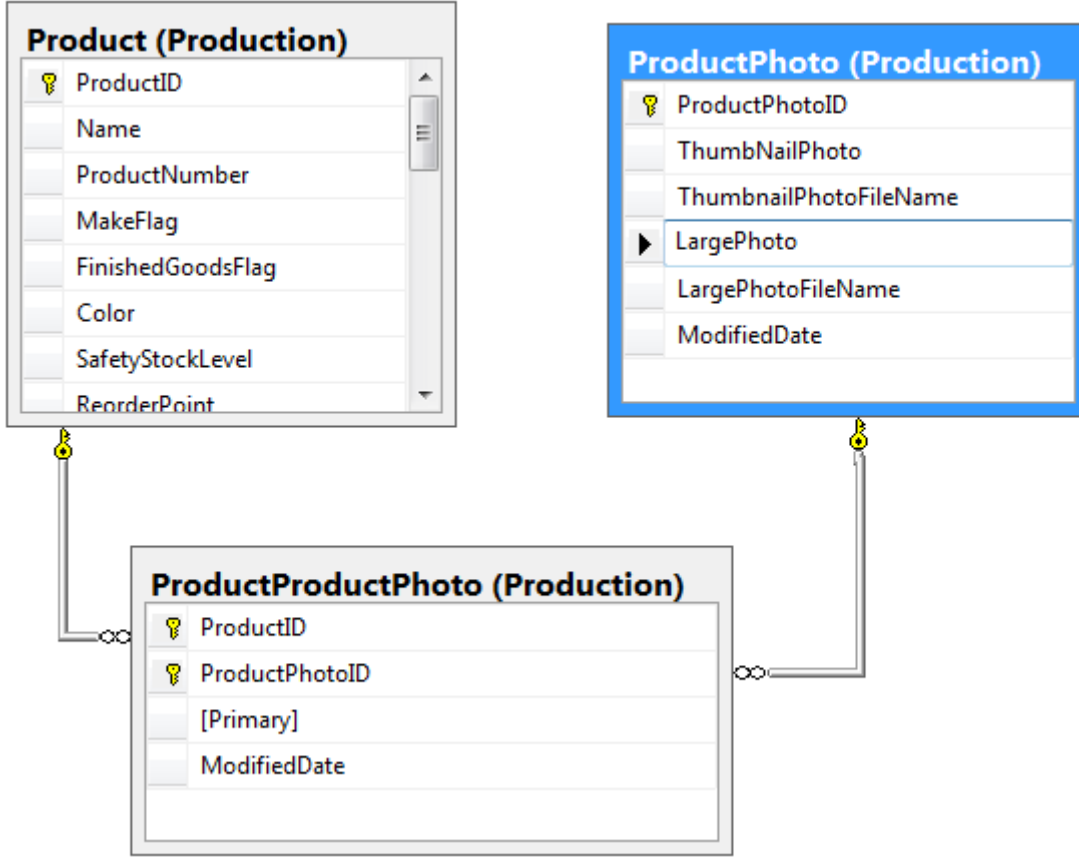 Product (Production)
ProductID
Name
ProductNumber
MakeFlag
FinishedGoodsFlag
Color
SafetyStockLevel
ReorderPoint
ProductPhoto (Production)
ProductPhotoID
ThumbNailPhoto
ThumbnailPhotoFileName
LargePhoto
LargePhotoFileName
ModifiedDate
ProductProductPhoto (Production)
ProductID
ProductPhotoID
[Primary]
ModifiedDate